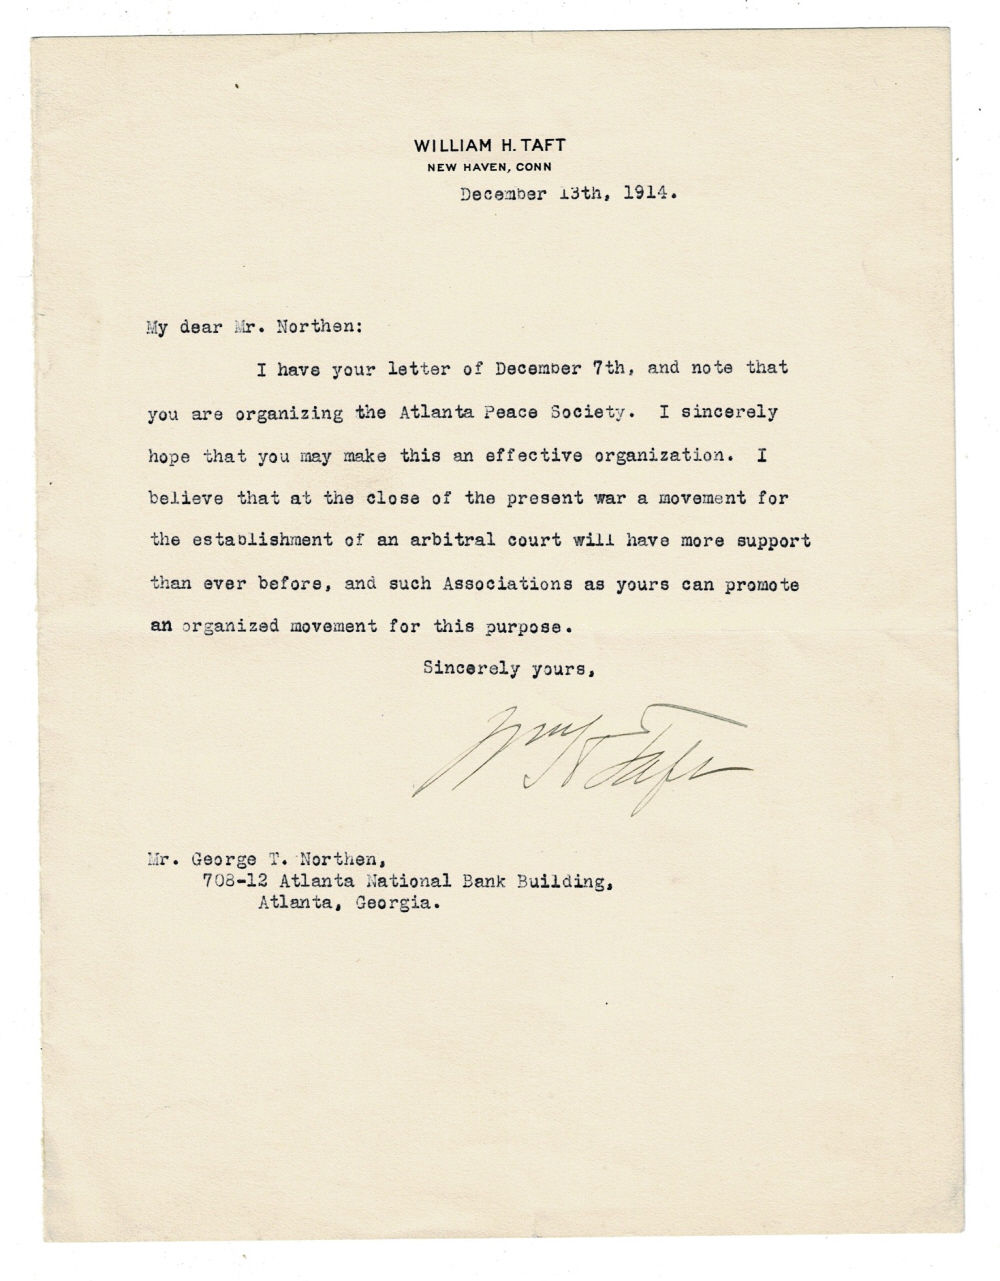 WILLIAM H. TAFT
NEW HAVEN, CONN
December 13th, 1914.
My dear Mr. Northen:
I have your letter of December 7th, and note that
you are organizing the Atlanta Peace Society. I sincerely
hope that you may make this an effective organization. I
believe that at the close of the present war a movement for
the establishment of an arbitral court will have more support
than ever before, and such Associations as yours can promote
an organized movement for this purpose.
Sincerely yours,
Wm H Taft
Mr. George T. Northen,
708-12 Atlanta National Bank Building,
Atlanta, Georgia.